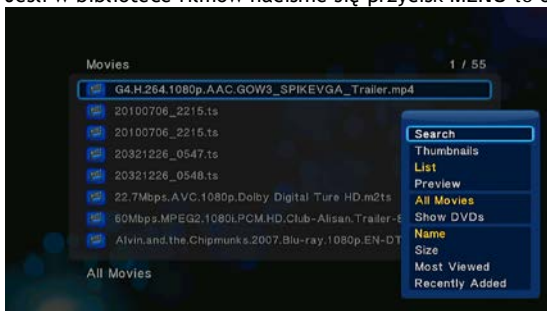 Movies 1 / 55
G4.H.264.1080p.AAC.GOW3_SPIKEVGA_Trailer.mp4
20100706_2215.ts
20100706_2215.ts
20321226_0547.ts
20321226_0548.ts
22.7Mbps.AVC.1080p.Dolby Digital Ture HD.m2ts
60Mbps.MPEG2.1080i.PCM.HD.Club-Alisan.Trailer-
Alvin.and.the.Chipmunks.2007.Blu-ray.1080p.EN-DT
All Movies
Search
Thumbnails
List
Preview
All Movies
Show DVDs
Name
Size
Most Viewed
Recently Added